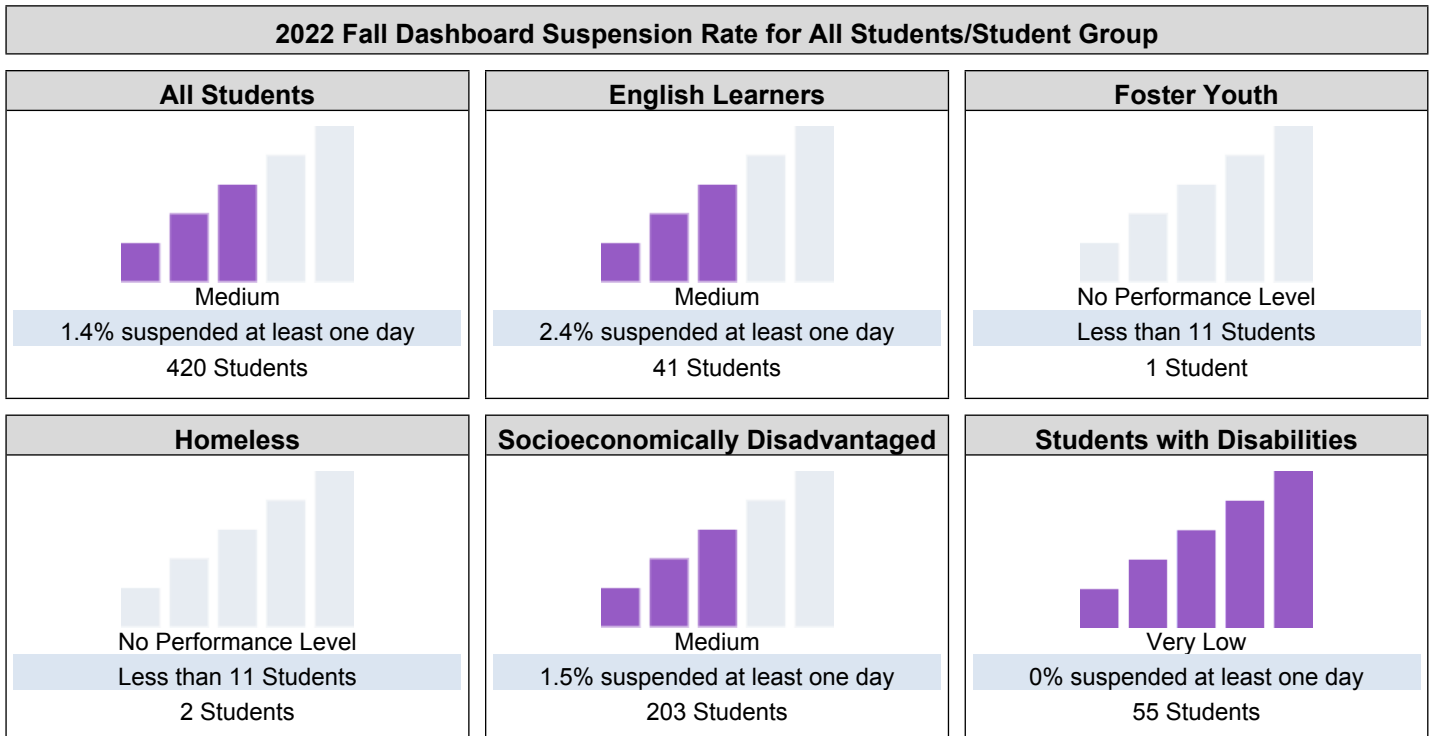 2022 Fall Dashboard Suspension Rate for All Students/Student Group
All Students
Medium
1.4% suspended at least one day
420 Students
English Learners
Medium
2.4% suspended at least one day
41 Students
Foster Youth
No Performance Level
Less than 11 Students
1 Student
Homeless
No Performance Level
Less than 11 Students
2 Students
Socioeconomically Disadvantaged
Medium
1.5% suspended at least one day
203 Students
Students with Disabilities
Very Low
0% suspended at least one day
55 Students